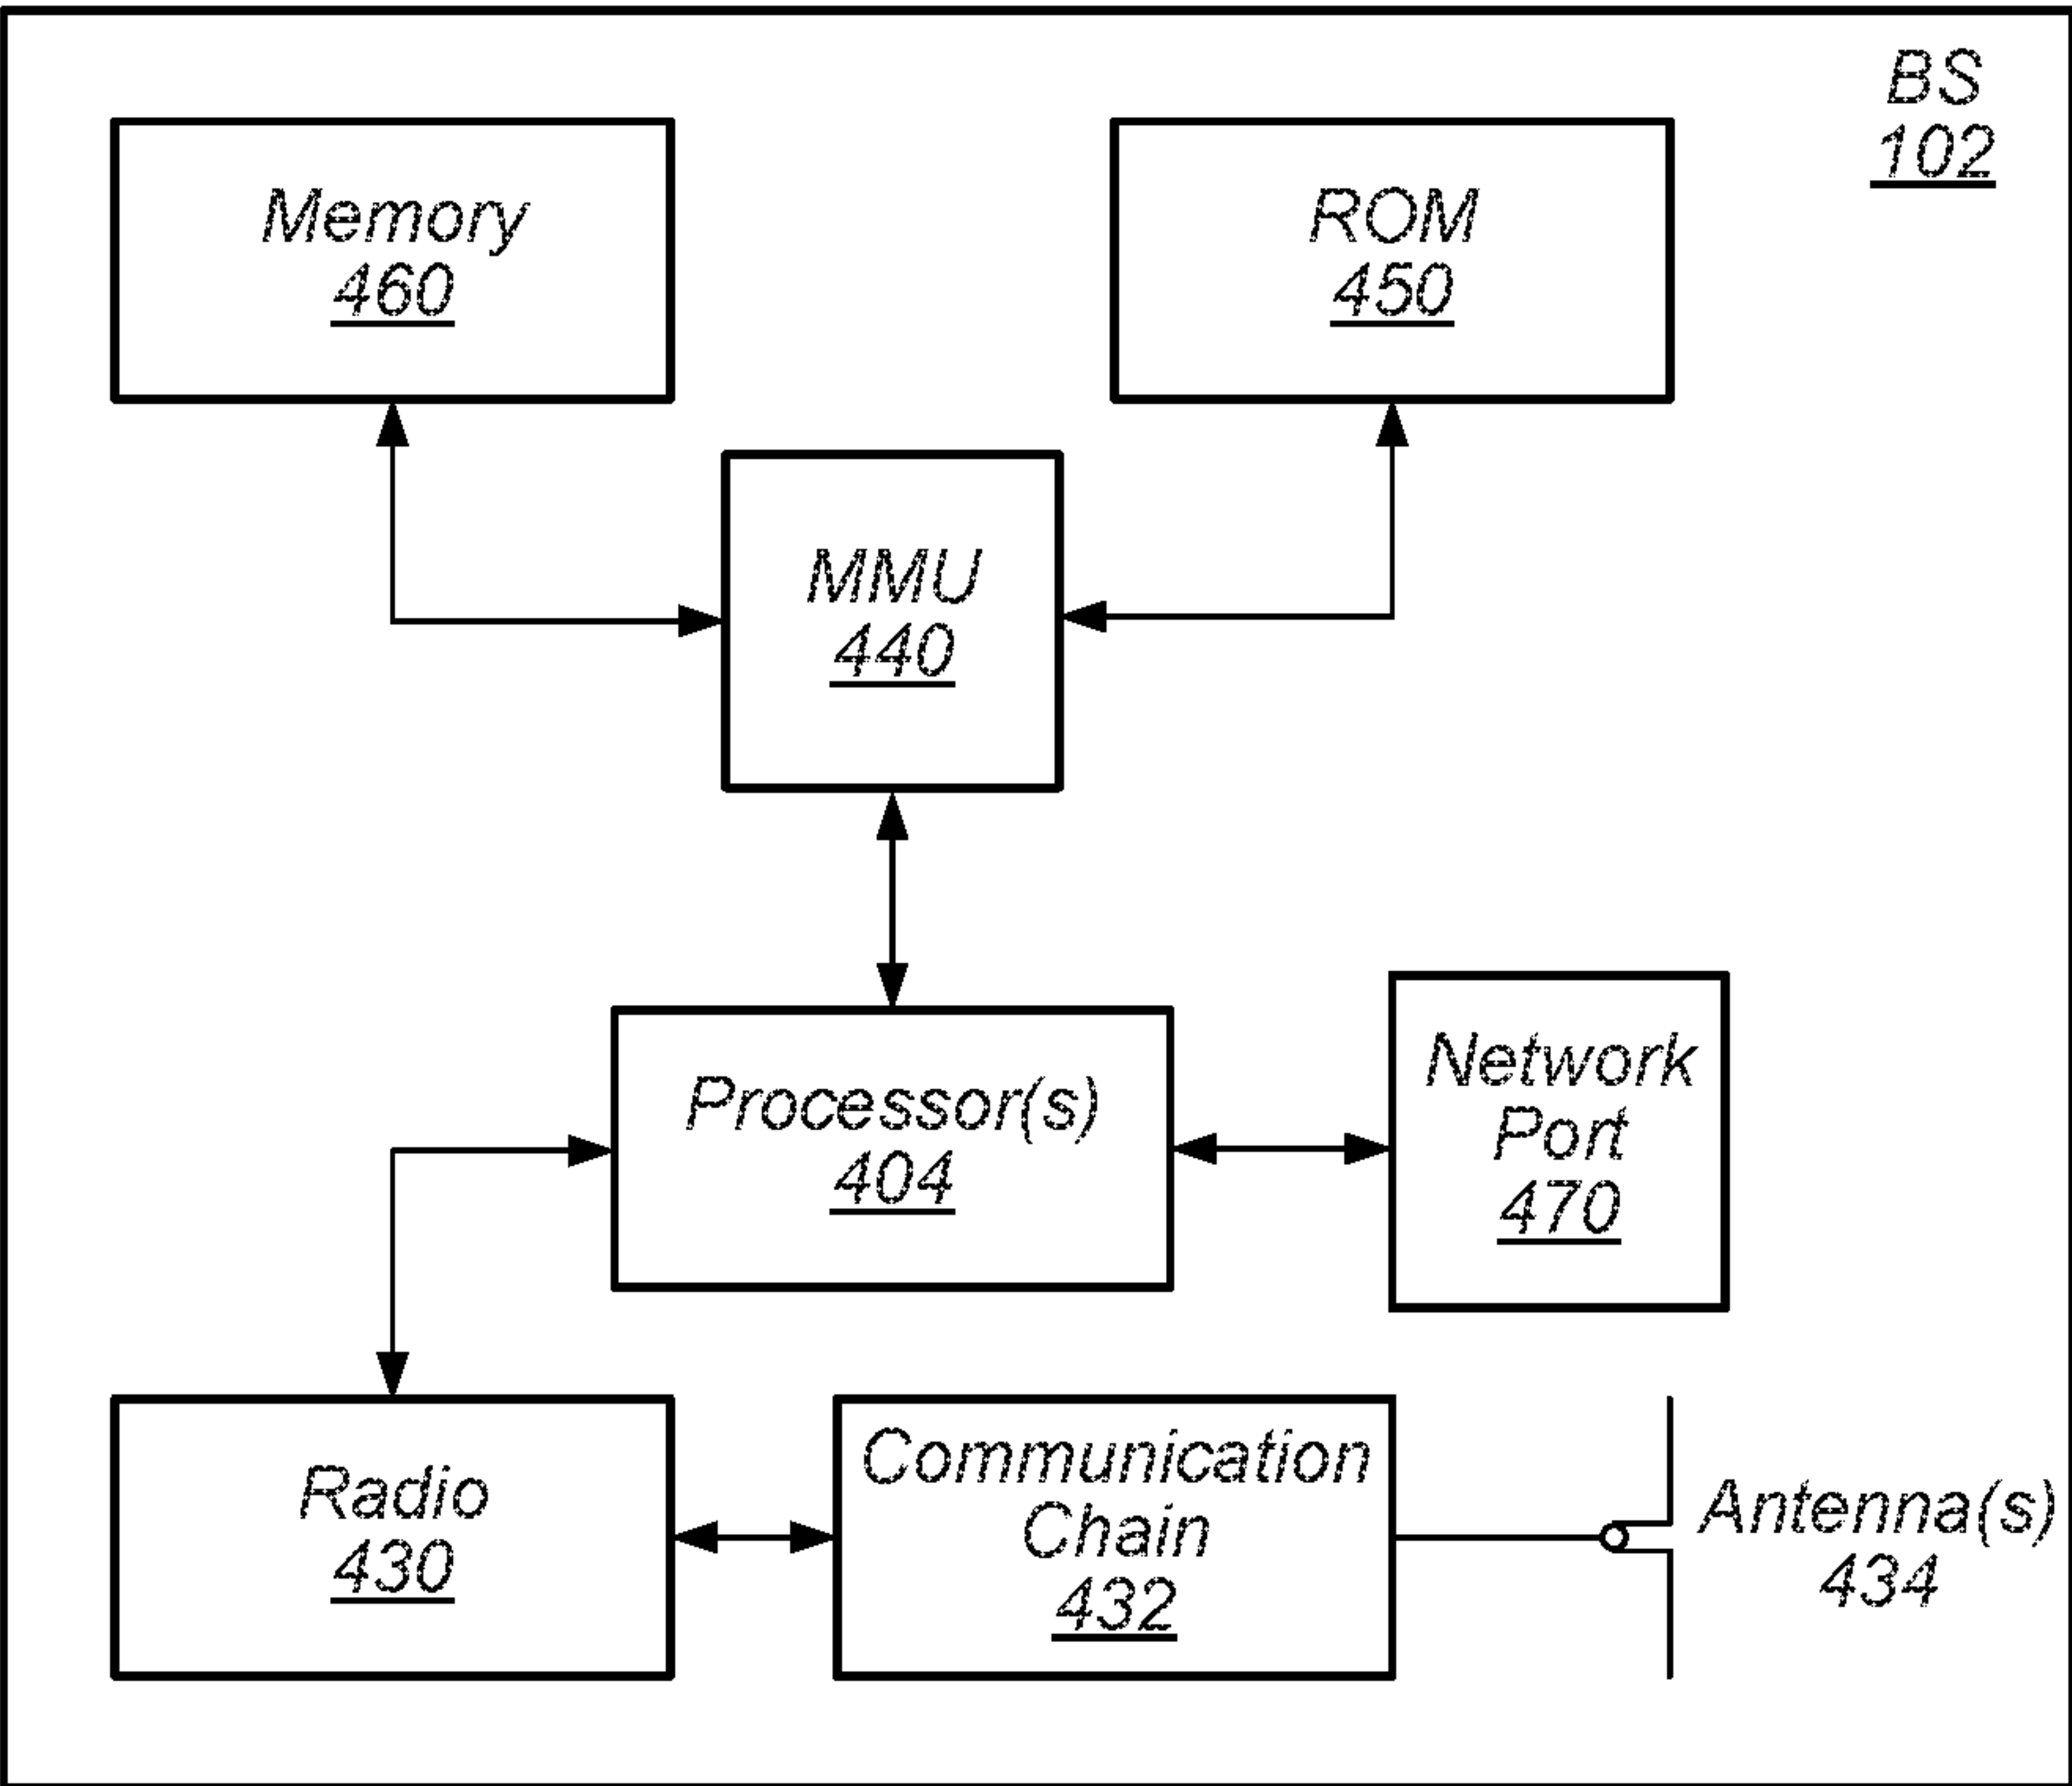 BS
102
Memory
460
ROM
450
MMU
440
Processor(s)
404
Network
Port
470
Radio
430
Communication
Chain
432
Antenna(s)
434